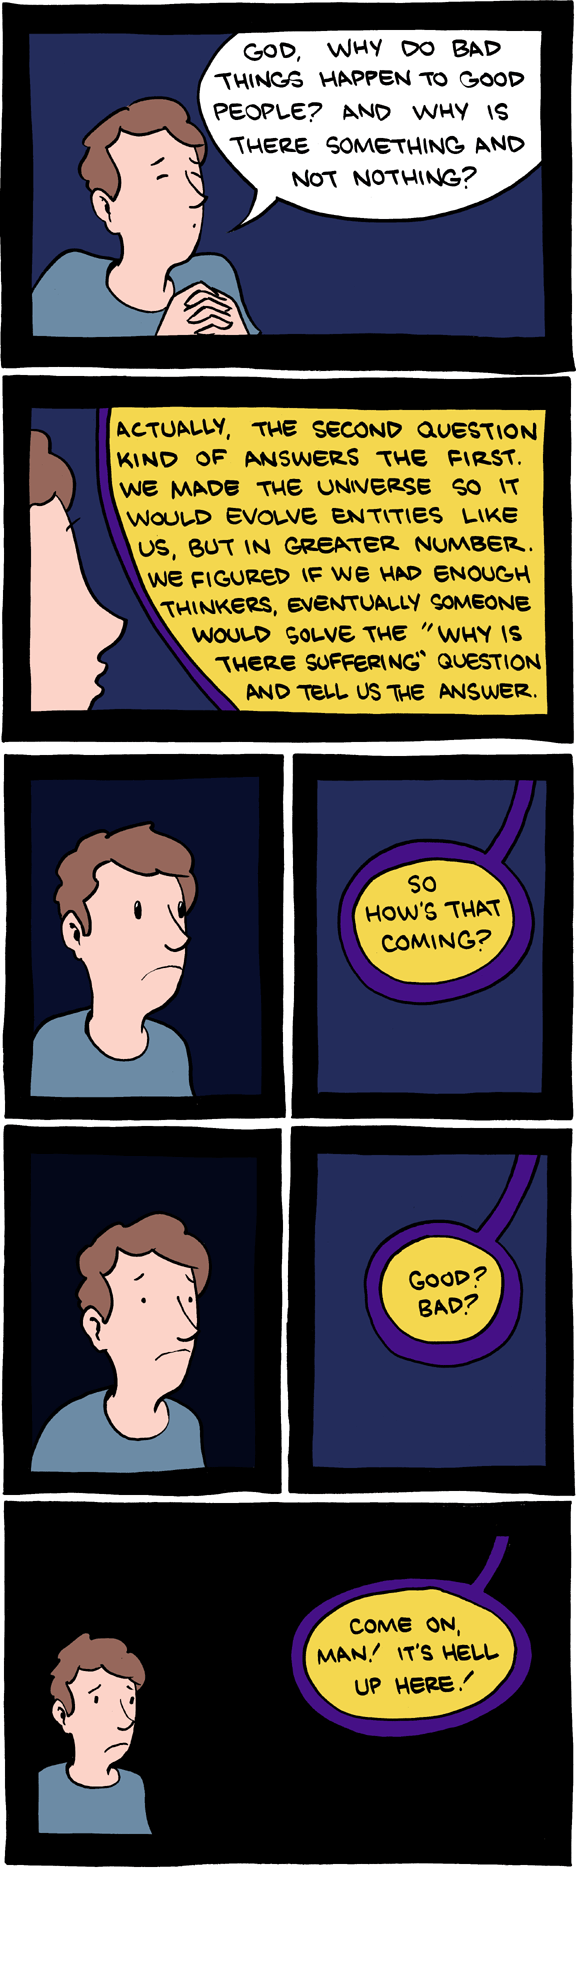 GOD, WHY DO BAD
THINGS HAPPEN TO GOOD
PEOPLE? AND WHY IS
THERE SOMETHING AND
NOT NOTHING?
ACTUALLY, THE SECOND QUESTION
KIND OF ANSWERS THE FIRST.
WE MADE THE UNIVERSE SO IT
WOULD EVOLVE ENTITIES LIKE
US, BUT IN GREATER NUMBER.
WE FIGURED IF WE HAD ENOUGH
THINKERS, EVENTUALLY SOMEONE
WOULD SOLVE THE "WHY IS
THERE SUFFERING" QUESTION
AND TELL US THE ANSWER.
SO
HOW'S THAT
COMING?
GOOD?
BAD?
COME ON,
MAN! IT'S HELL
UP HERE!